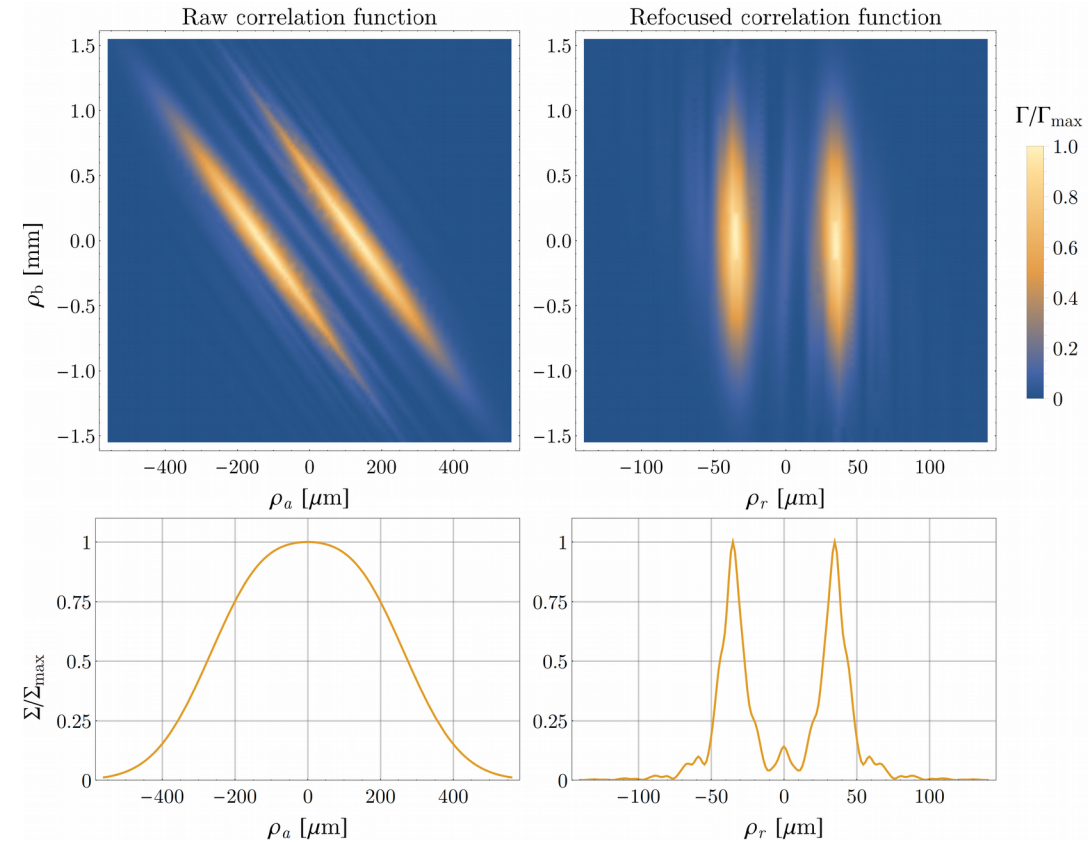 Raw correlation function
Refocused correlation function
1.5
1.0
0.5
0.0
−0.5
−1.0
−1.5
ρb [mm]
−400 −200 0 200 400
ρa [μm]
1.5
1.0
0.5
0.0
−0.5
−1.0
−1.5
−100 −50 0 50 100
ρr [μm]
Γ/Γmax
1.0
0.8
0.6
0.4
0.2
0
1
0.75
0.5
0.25
0
Σ/Σmax
−400 −200 0 200 400
ρa [μm]
1
0.75
0.5
0.25
0
−100 −50 0 50 100
ρr [μm]